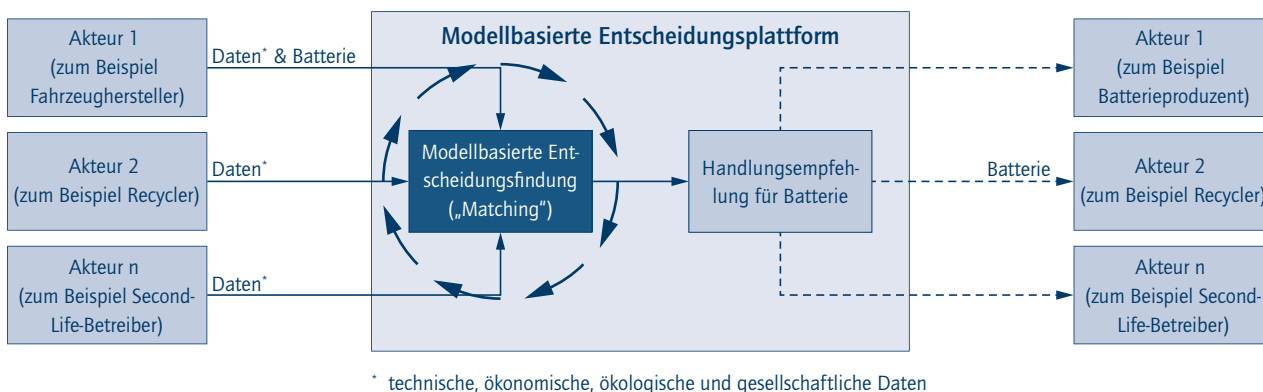 Modellbasierte Entscheidungsplattform
Akteur 1
(zum Beispiel
Fahrzeughersteller)
Daten* & Batterie
Akteur 2
(zum Beispiel Recycler)
Daten*
Akteur n
(zum Beispiel Second-
Life-Betreiber)
Daten*
Modellbasierte Ent-
scheidungsfindung
(„Matching“)
Handlungsempfeh-
lung für Batterie
Batterie
Akteur 1
(zum Beispiel
Batterieproduzent)
Akteur 2
(zum Beispiel Recycler)
Akteur n
(zum Beispiel Second-
Life-Betreiber)
* technische, ökonomische, ökologische und gesellschaftliche Daten